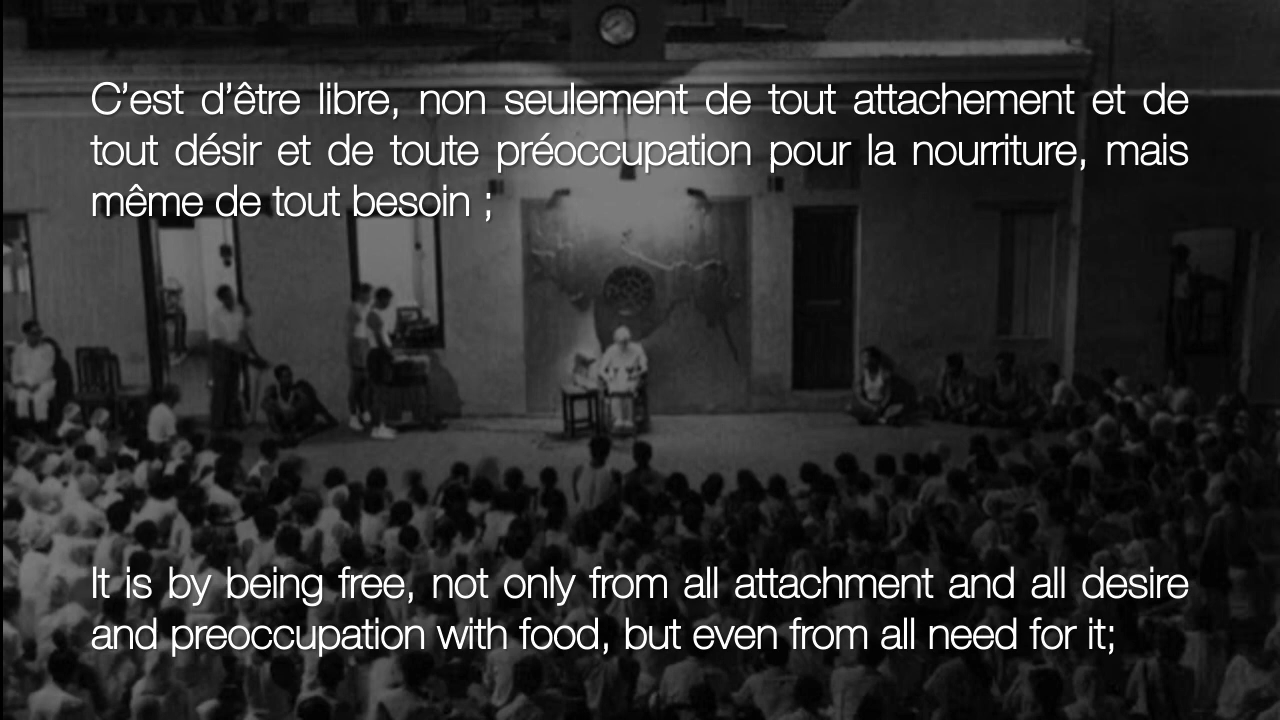 C’est d’être libre, non seulement de tout attachement et de
tout désir et de toute préoccupation pour la nourriture, mais
même de tout besoin ;
It is by being free, not only from all attachment and all desire
and preoccupation with food, but even from all need for it;